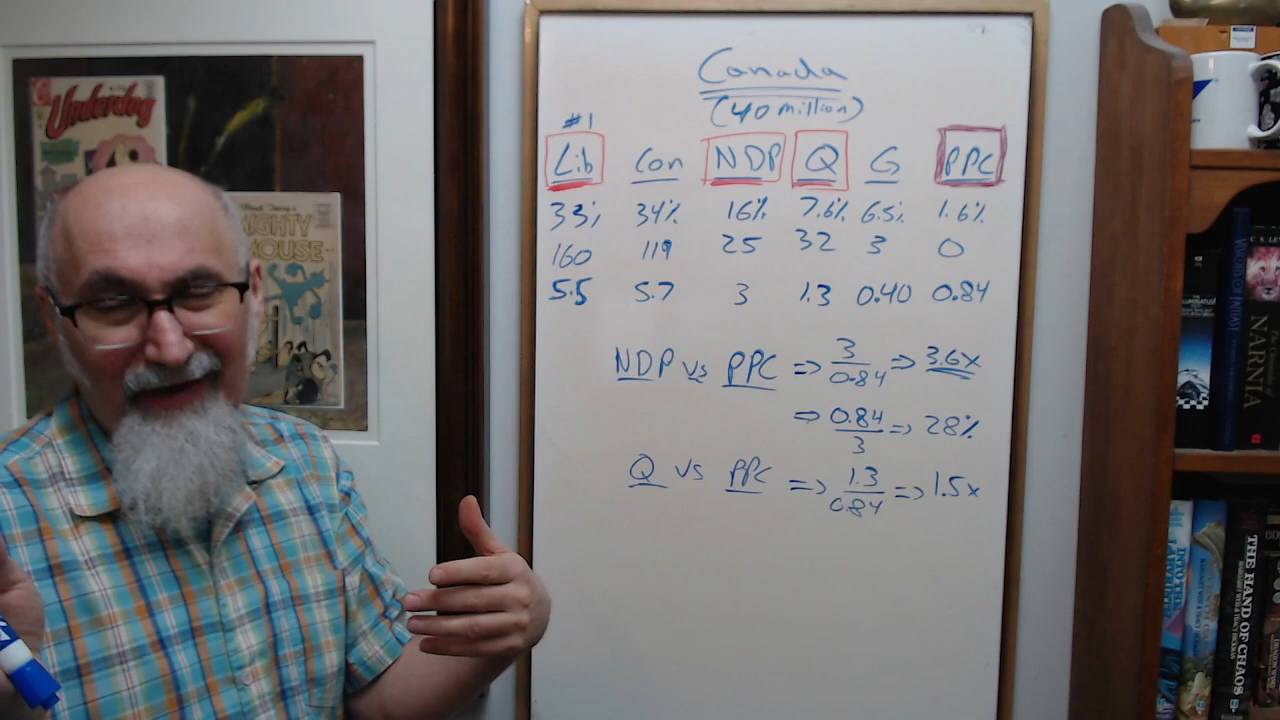 Underdog
MIGHTY
MOUSE
Canada
(40 million)
#1
Lib Con NDP Q G PPC
33% 34% 16% 7.6% 6.5% 1.6%
160 119 25 32 3 0
5.5 5.7 3 1.3 0.40 0.84
NDP vs PPC => 3/0.84 => 3.6x
=> 0.84/3 => 28%
Q vs PPC => 1.3/0.84 => 1.5x
NARNIA
INTO THE
LABYRINTH
THE HAND OF CHAOS